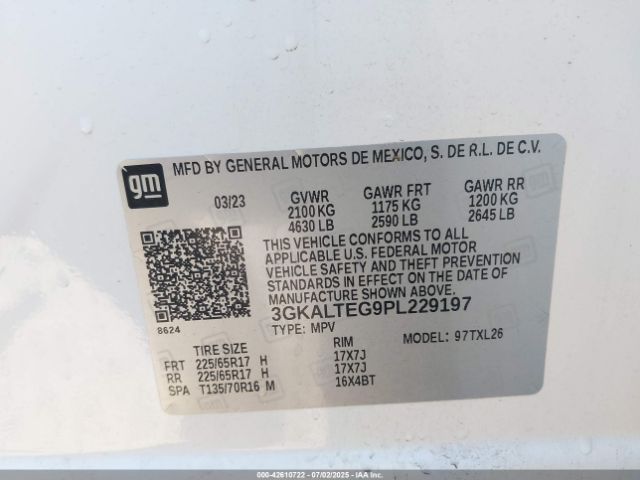 gm
MFD BY GENERAL MOTORS DE MEXICO, S. DE R.L. DE C.V.
03/23 GVWR GAWR FRT GAWR RR
2100 KG 1175 KG 1200 KG
4630 LB 2590 LB 2645 LB
THIS VEHICLE CONFORMS TO ALL
APPLICABLE U.S. FEDERAL MOTOR
VEHICLE SAFETY AND THEFT PREVENTION
STANDARDS IN EFFECT ON THE DATE OF
MANUFACTURE SHOWN ABOVE.
3GKALTEG9PL229197
8624
TYPE: MPV MODEL: 97TXL26
TIRE SIZE RIM
FRT 225/65R17 H 17X7J
RR 225/65R17 H 17X7J
SPA T135/70R16 M 16X4BT
000-42610722 - 07/02/2025 - IAAI.COM